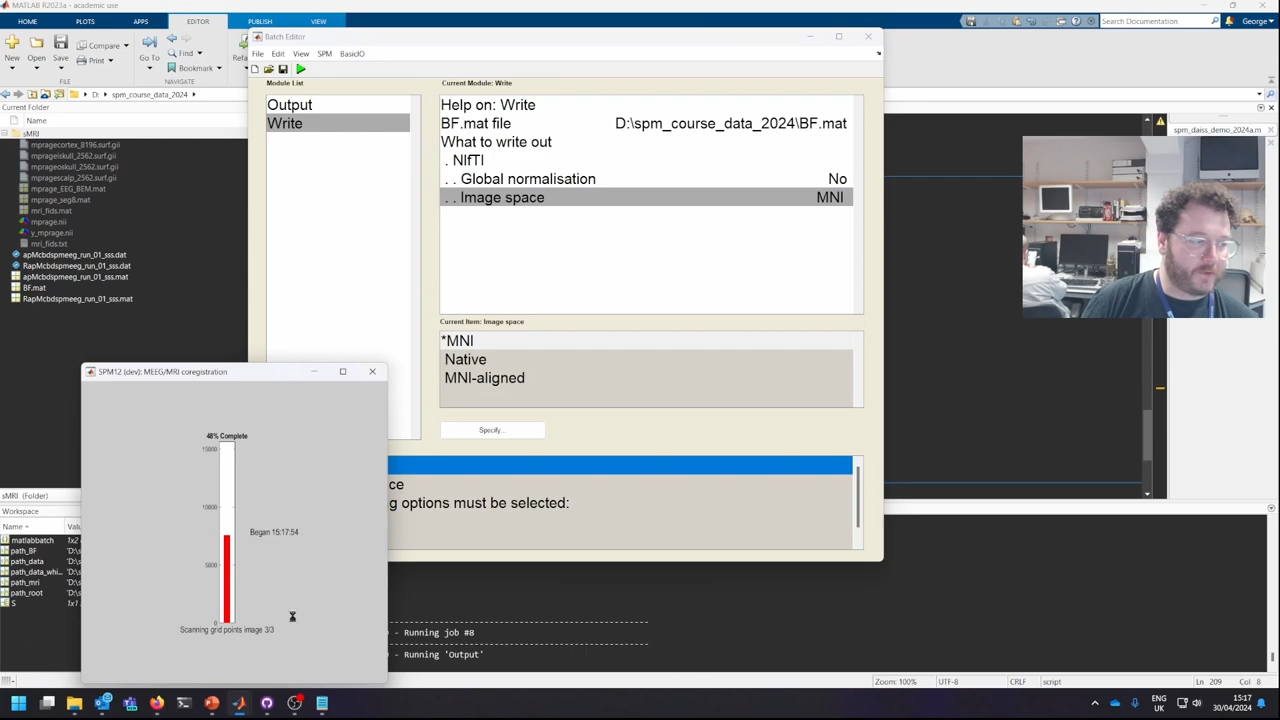 MATLAB R2023a - academic use
HOME PLOTS APPS EDITOR PUBLISH VIEW
Search Documentation George
New Open Save Compare Print Go To Find Bookmark Refa
FILE NAVIGATE
D: spm_course_data_2024
Current Folder
Name
sMRI
mpragecortex_8196.surf.gii
mprageiskull_2562.surf.gii
mprageoskull_2562.surf.gii
mpragescalp_2562.surf.gii
mprage_EEG_BEM.mat
mprage_seg8.mat
mri_fids.mat
mprage.nii
y_mprage.nii
mri_fids.txt
apMcbdspmeeg_run_01_sss.dat
RapMcbdspmeeg_run_01_sss.dat
apMcbdspmeeg_run_01_sss.mat
BF.mat
RapMcbdspmeeg_run_01_sss.mat
Batch Editor
File Edit View SPM BasicIO
Module List
Output
Write
Current Module: Write
Help on: Write
BF.mat file D:\spm_course_data_2024\BF.mat
What to write out
. NIfTI
. . Global normalisation No
. . Image space MNI
Current Item: Image space
*MNI
Native
MNI-aligned
Specify...
ce
g options must be selected:
spm_daiss_demo_2024a.m
SPM12 (dev): MEEG/MRI coregistration
48% Complete
15000
10000
5000
0
Began 15:17:54
Scanning grid points image 3/3
sMRI (Folder)
Workspace
Name Valu
matlabbatch 1x2
path_BF 'D:\s
path_data 'D:\s
path_data_whi... 'D:\s
path_mri 'D:\s
path_root 'D:\s
S 1x1
- Running job #8
- Running 'Output'
Zoom: 100% UTF-8 CRLF script Ln 209 Col 8
ENG
UK
15:17
30/04/2024